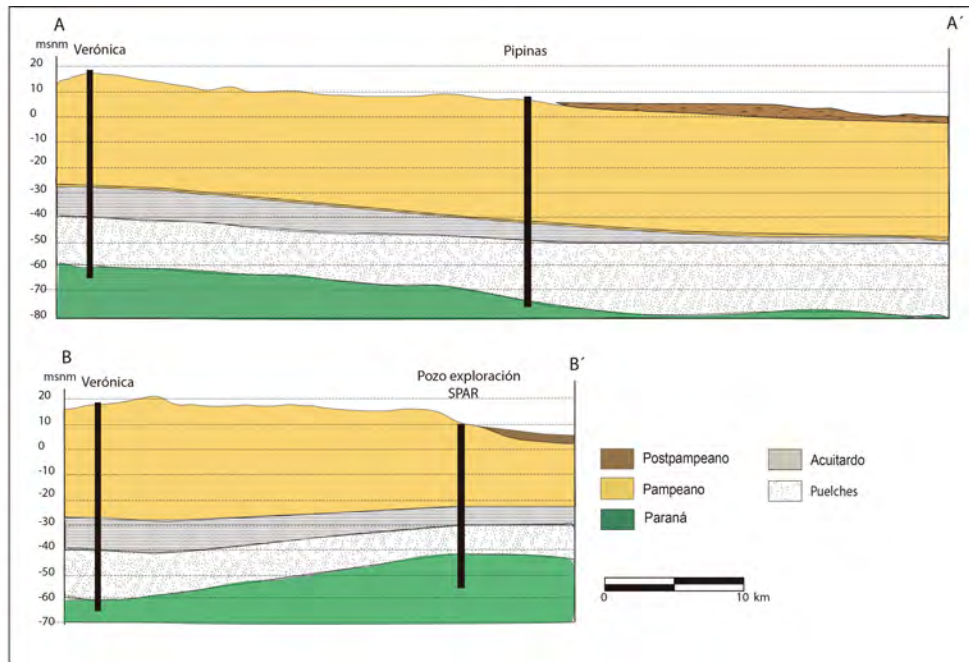 A
A´
msnm
Verónica
Pipinas
20
10
0
-10
-20
-30
-40
-50
-60
-70
-80
B
B´
msnm
Verónica
Pozo exploración
SPAR
20
10
0
-10
-20
-30
-40
-50
-60
-70
Postpampeano
Acuitardo
Pampeano
Puelches
Paraná
0
10 km